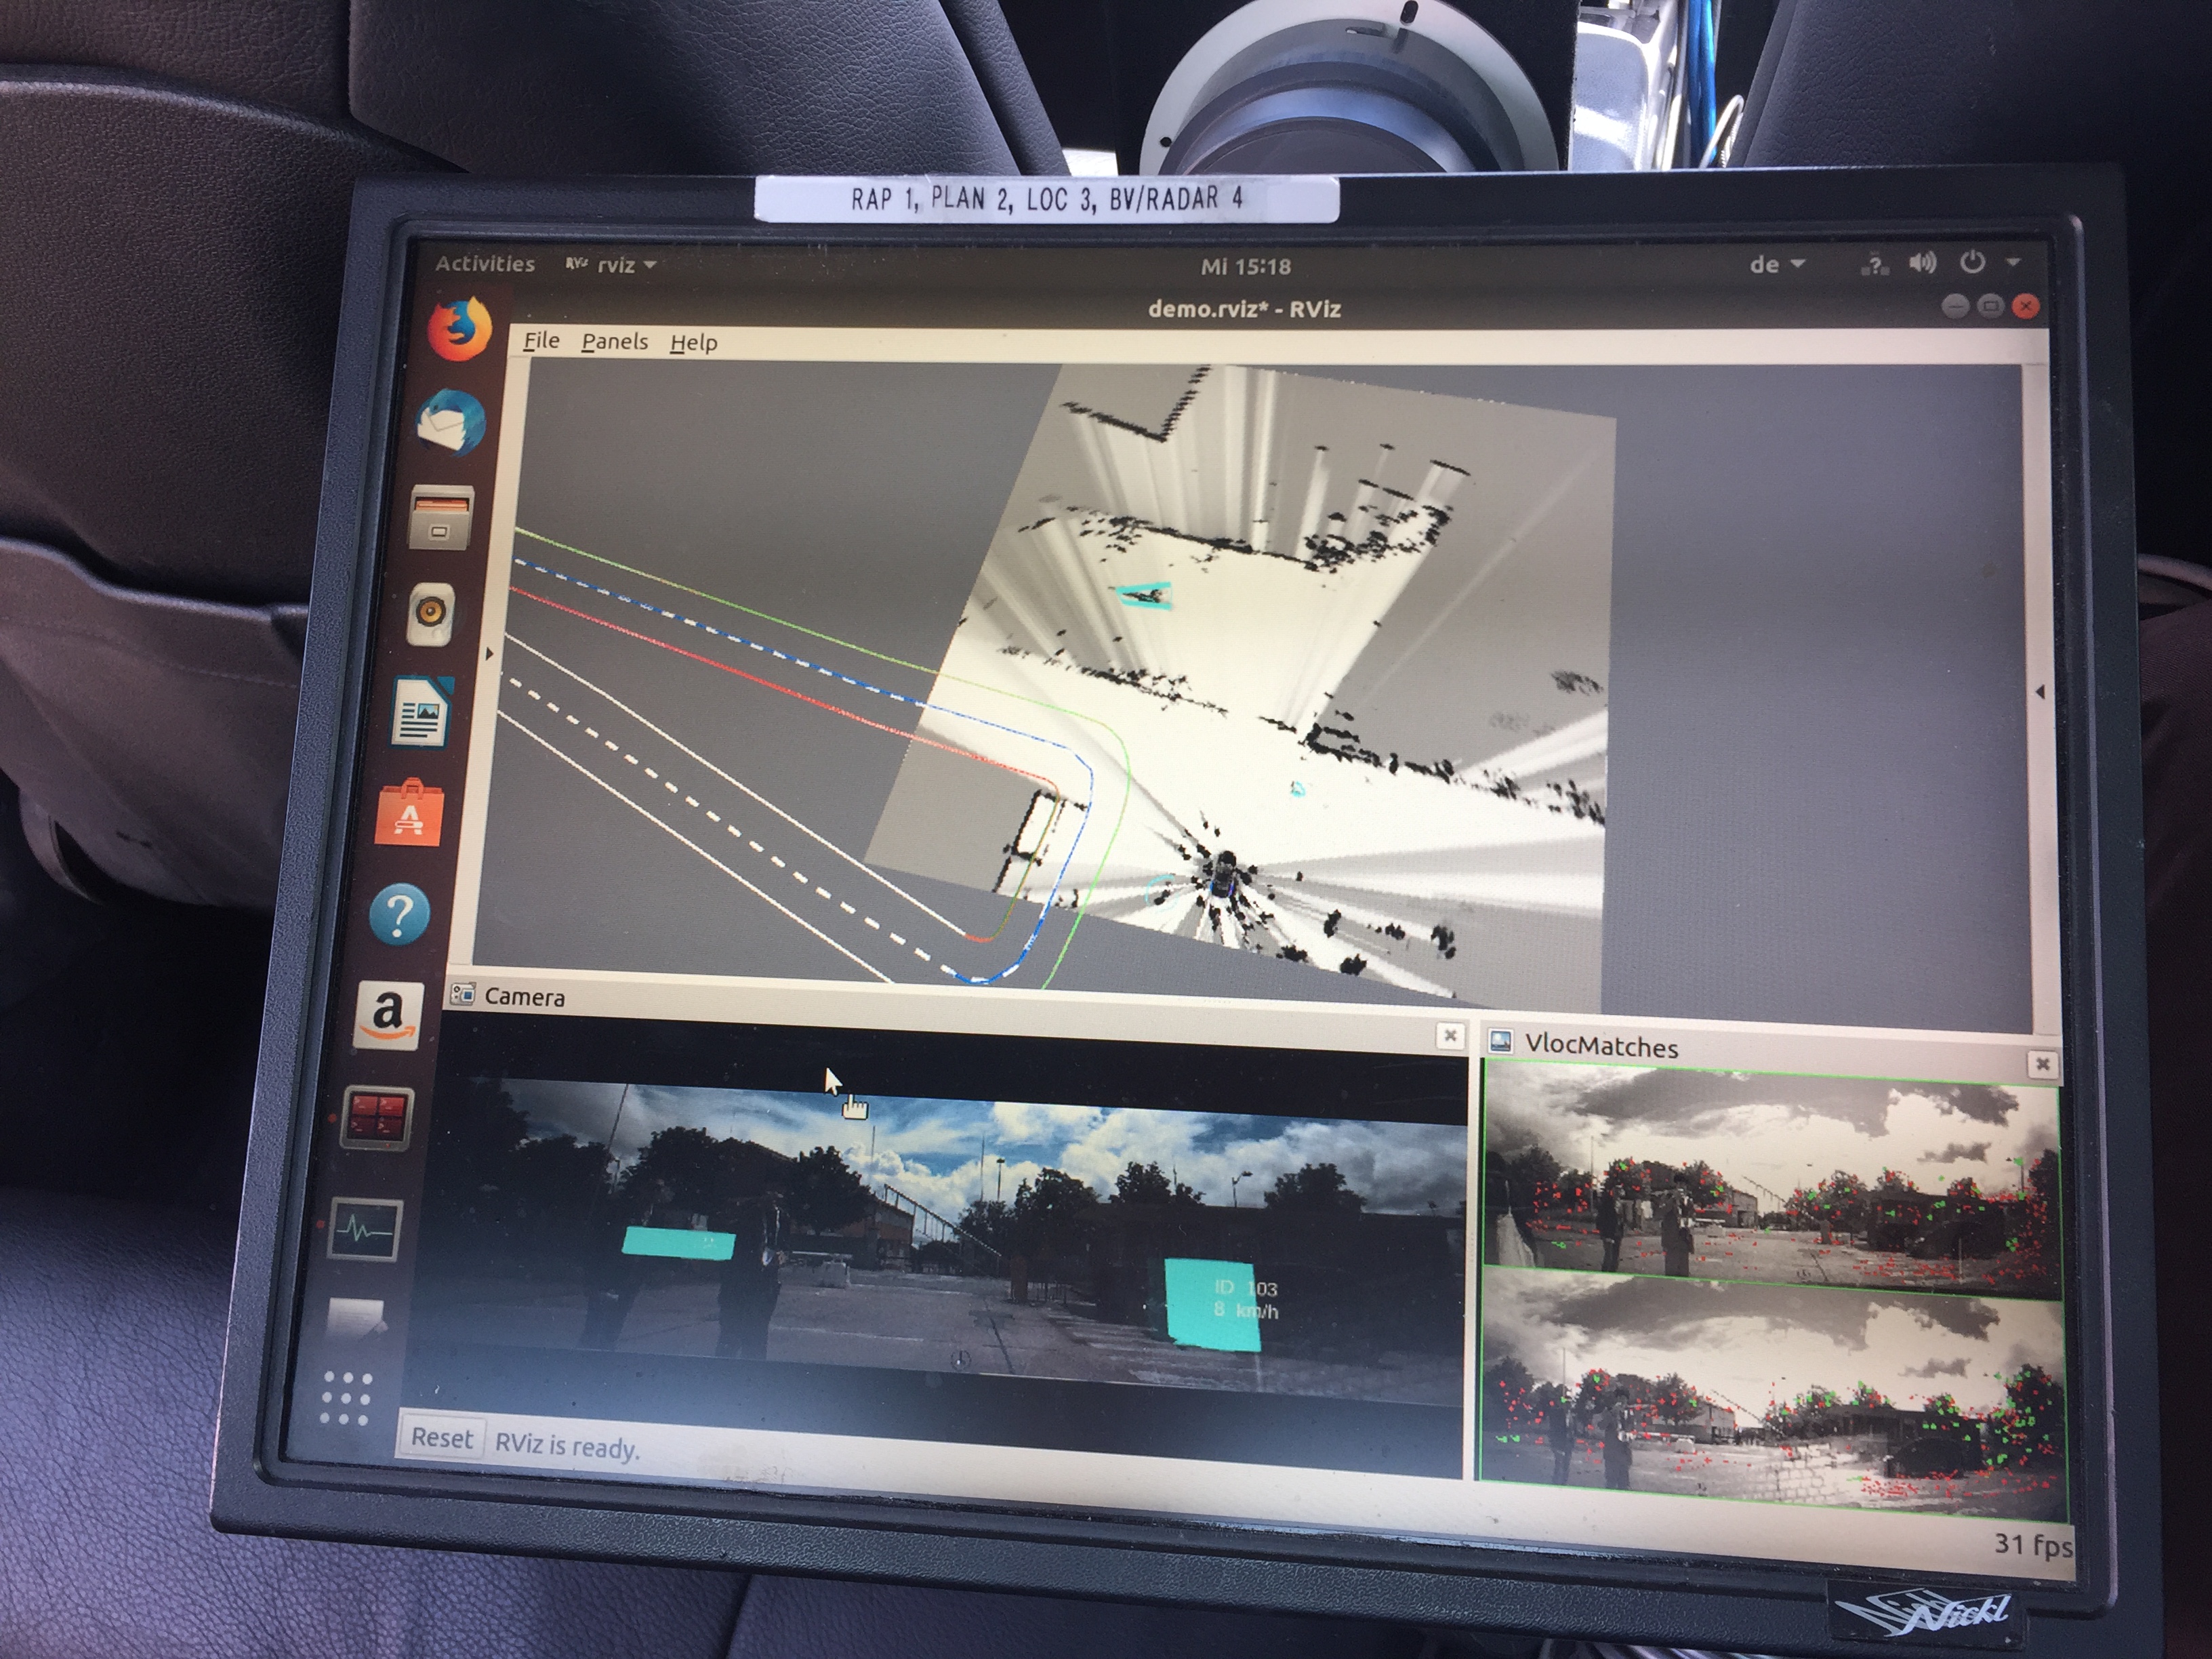 RAP 1, PLAN 2, LOC 3, BV/RADAR 4
Activities RViz rviz Mi 15:18 de ?
demo.rviz* - RViz
File Panels Help
A
?
a
Camera
VlocMatches
ID 103
8 km/h
Reset RViz is ready.
31 fps
Nickl